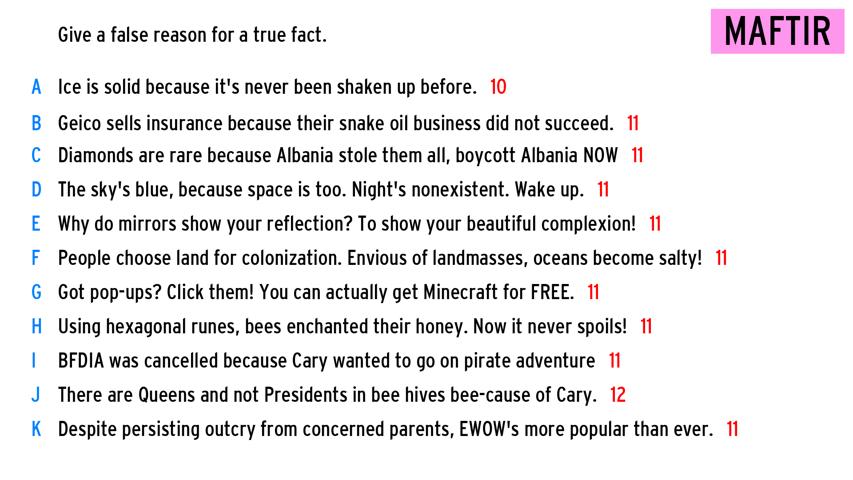 Give a false reason for a true fact.
MAFTIR
A Ice is solid because it's never been shaken up before. 10
B Geico sells insurance because their snake oil business did not succeed. 11
C Diamonds are rare because Albania stole them all, boycott Albania NOW 11
D The sky's blue, because space is too. Night's nonexistent. Wake up. 11
E Why do mirrors show your reflection? To show your beautiful complexion! 11
F People choose land for colonization. Envious of landmasses, oceans become salty! 11
G Got pop-ups? Click them! You can actually get Minecraft for FREE. 11
H Using hexagonal runes, bees enchanted their honey. Now it never spoils! 11
I BFDIA was cancelled because Cary wanted to go on pirate adventure 11
J There are Queens and not Presidents in bee hives bee-cause of Cary. 12
K Despite persisting outcry from concerned parents, EWOW's more popular than ever. 11